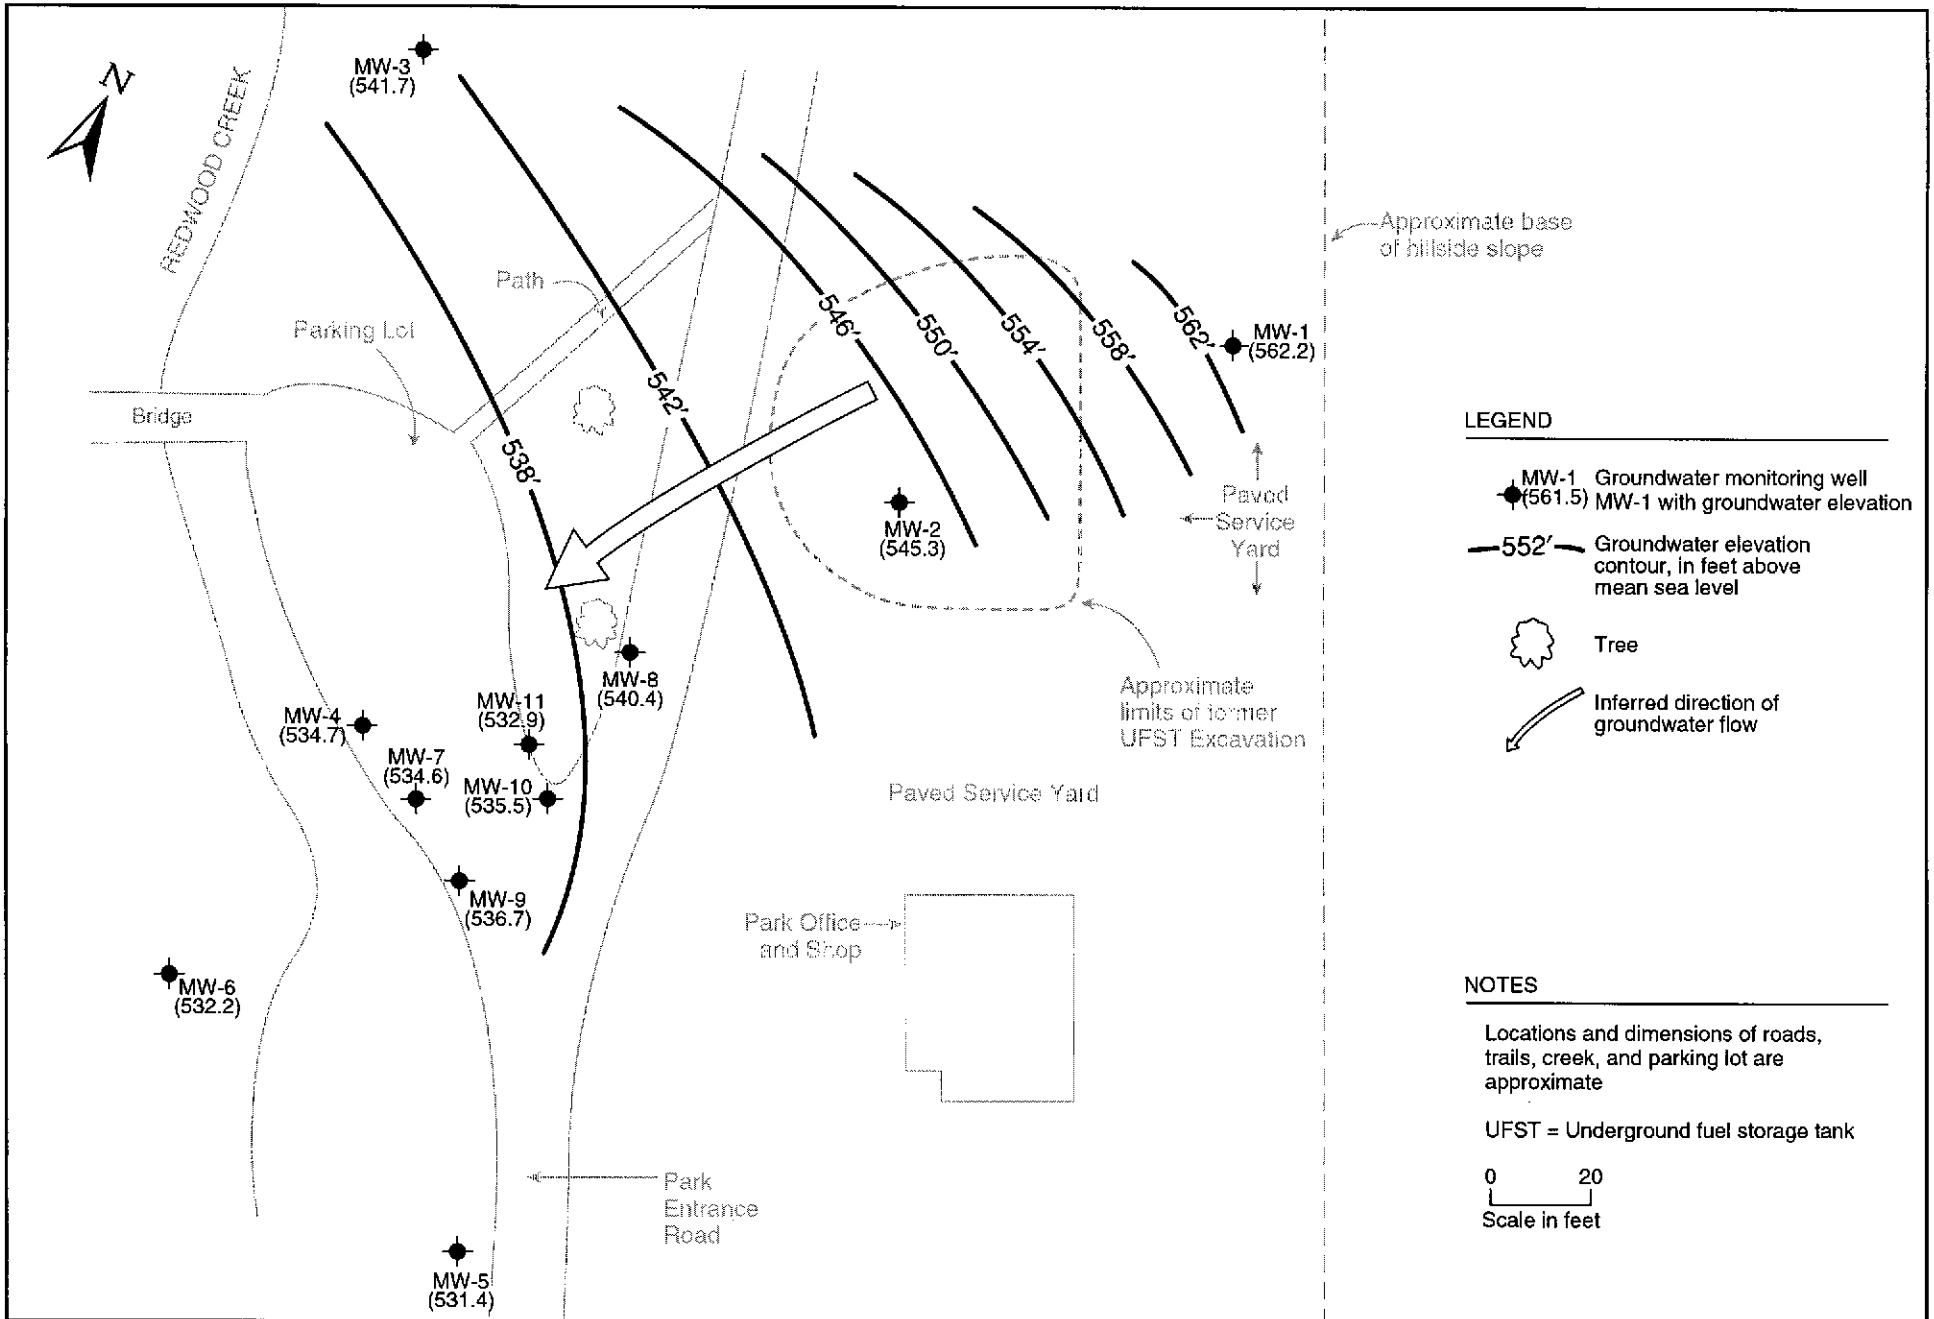 N
MW-3
(541.7)
REDWOOD CREEK
Approximate base
of hillside slope
Path
Parking Lot
546'
550'
554'
558'
562'
MW-1
(562.2)
Bridge
542'
538'
MW-2
(545.3)
Paved
Service
Yard
LEGEND
MW-1
(561.5)
Groundwater monitoring well
MW-1 with groundwater elevation
552'
Groundwater elevation
contour, in feet above
mean sea level
Tree
Inferred direction of
groundwater flow
MW-8
(540.4)
MW-11
(532.9)
MW-4
(534.7)
MW-7
(534.6)
MW-10
(535.5)
Approximate
limits of former
UFST Excavation
Paved Service Yard
MW-9
(536.7)
Park Office
and Shop
MW-6
(532.2)
NOTES
Locations and dimensions of roads,
trails, creek, and parking lot are
approximate
UFST = Underground fuel storage tank
0 20
Scale in feet
Park
Entrance
Road
MW-5
(531.4)